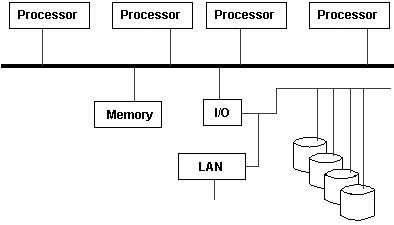 Processor Processor Processor Processor
Memory
I/O
LAN